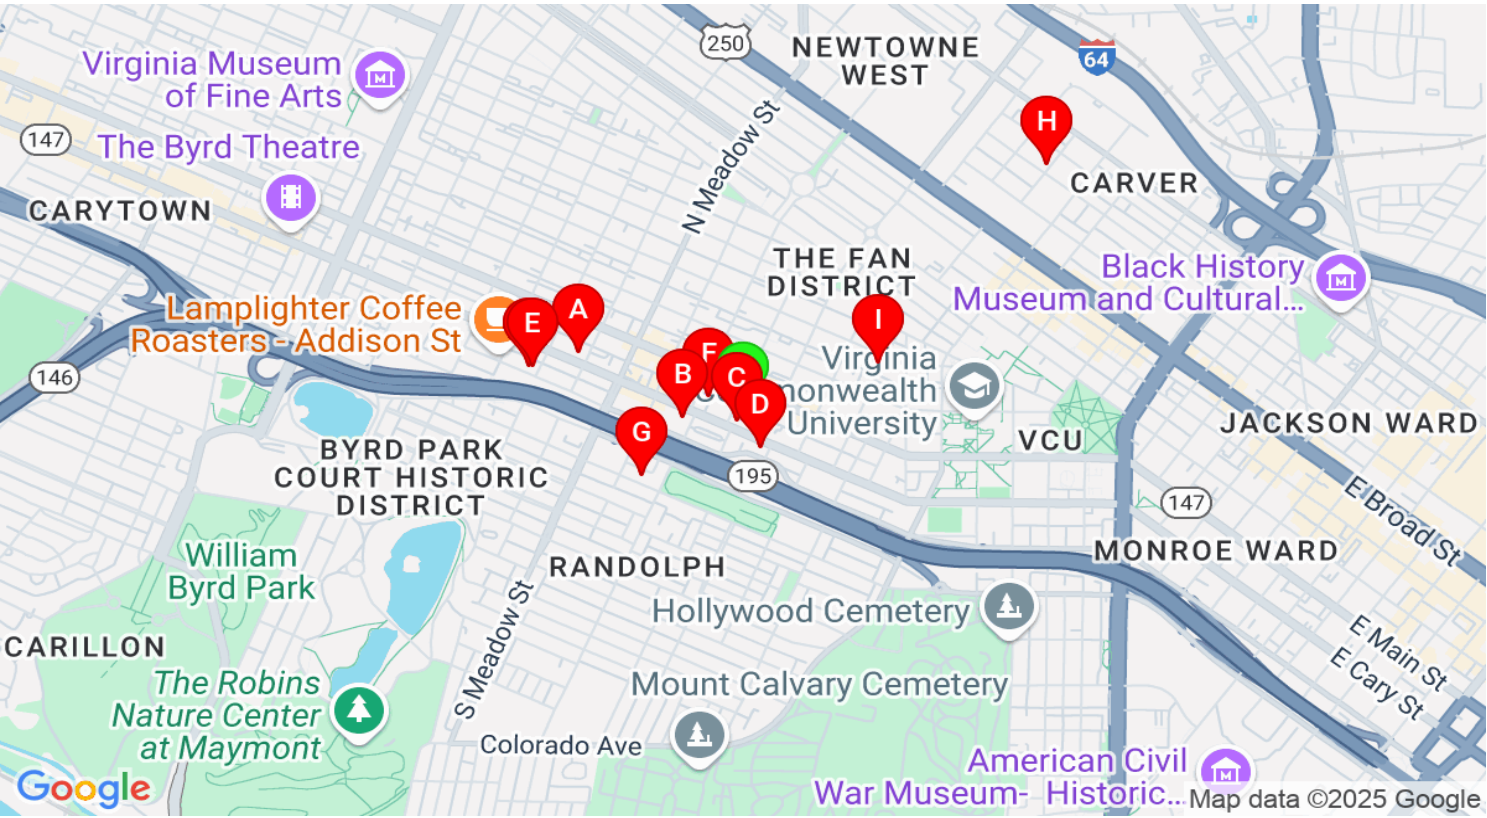 250
NEWTOWNE
WEST
64
Virginia Museum
of Fine Arts
147
The Byrd Theatre
N Meadow St
H
CARVER
CARYTOWN
THE FAN
DISTRICT
Black History
Museum and Cultural...
Lamplighter Coffee
Roasters - Addison St
E
A
I
F
B
C
D
G
Virginia
monwealth
University
146
195
VCU
JACKSON WARD
BYRD PARK
COURT HISTORIC
DISTRICT
147
E Broad St
MONROE WARD
William
Byrd Park
RANDOLPH
Hollywood Cemetery
S Meadow St
CARILLON
E Main St
E Cary St
The Robins
Nature Center
at Maymont
Mount Calvary Cemetery
Colorado Ave
American Civil
War Museum- Historic...
Google
Map data ©2025 Google